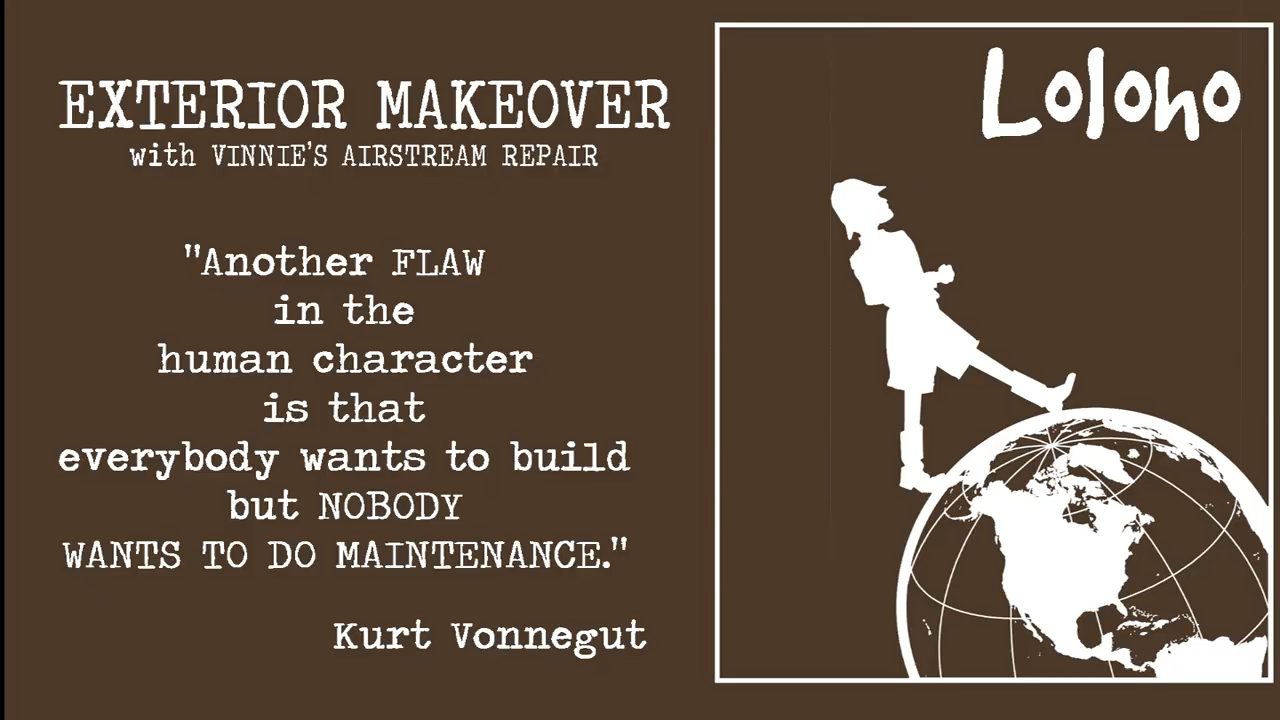 EXTERIOR MAKEOVER
with VINNIE'S AIRSTREAM REPAIR
"Another FLAW
in the
human character
is that
everybody wants to build
but NOBODY
WANTS TO DO MAINTENANCE."
Kurt Vonnegut
Loloho